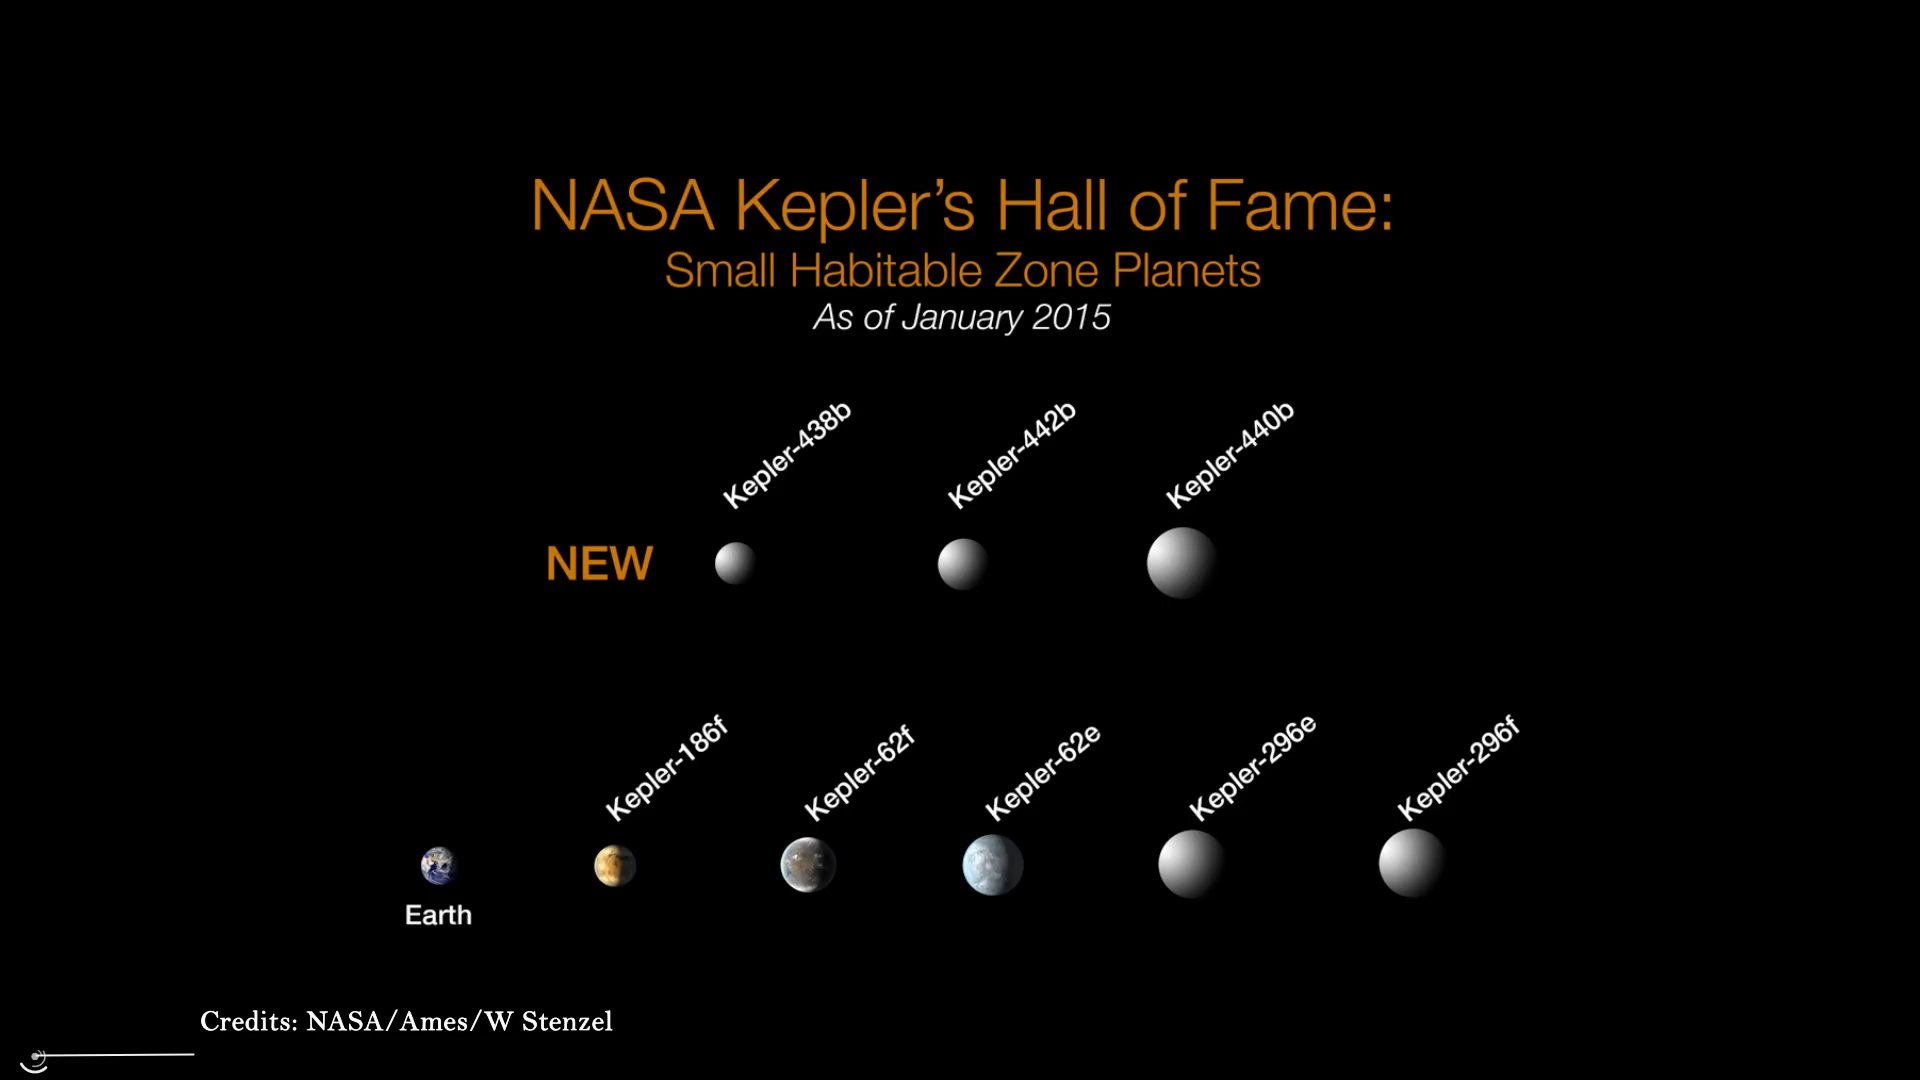 NASA Kepler’s Hall of Fame:
Small Habitable Zone Planets
As of January 2015
Kepler-438b
Kepler-442b
Kepler-440b
NEW
Kepler-186f
Kepler-62f
Kepler-62e
Kepler-296e
Kepler-296f
Earth
Credits: NASA/Ames/W Stenzel